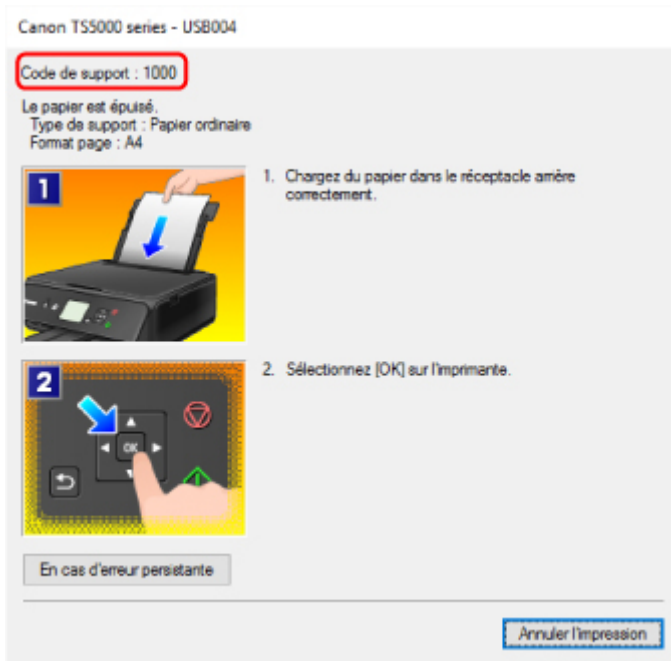 Canon TS5000 series - USB004
Code de support : 1000
Le papier est épuisé.
Type de support : Papier ordinaire
Format page : A4
1
1. Chargez du papier dans le réceptacle arrière
correctement.
2
2. Sélectionnez [OK] sur l'imprimante.
OK
En cas d'erreur persistante
Annuler l'impression